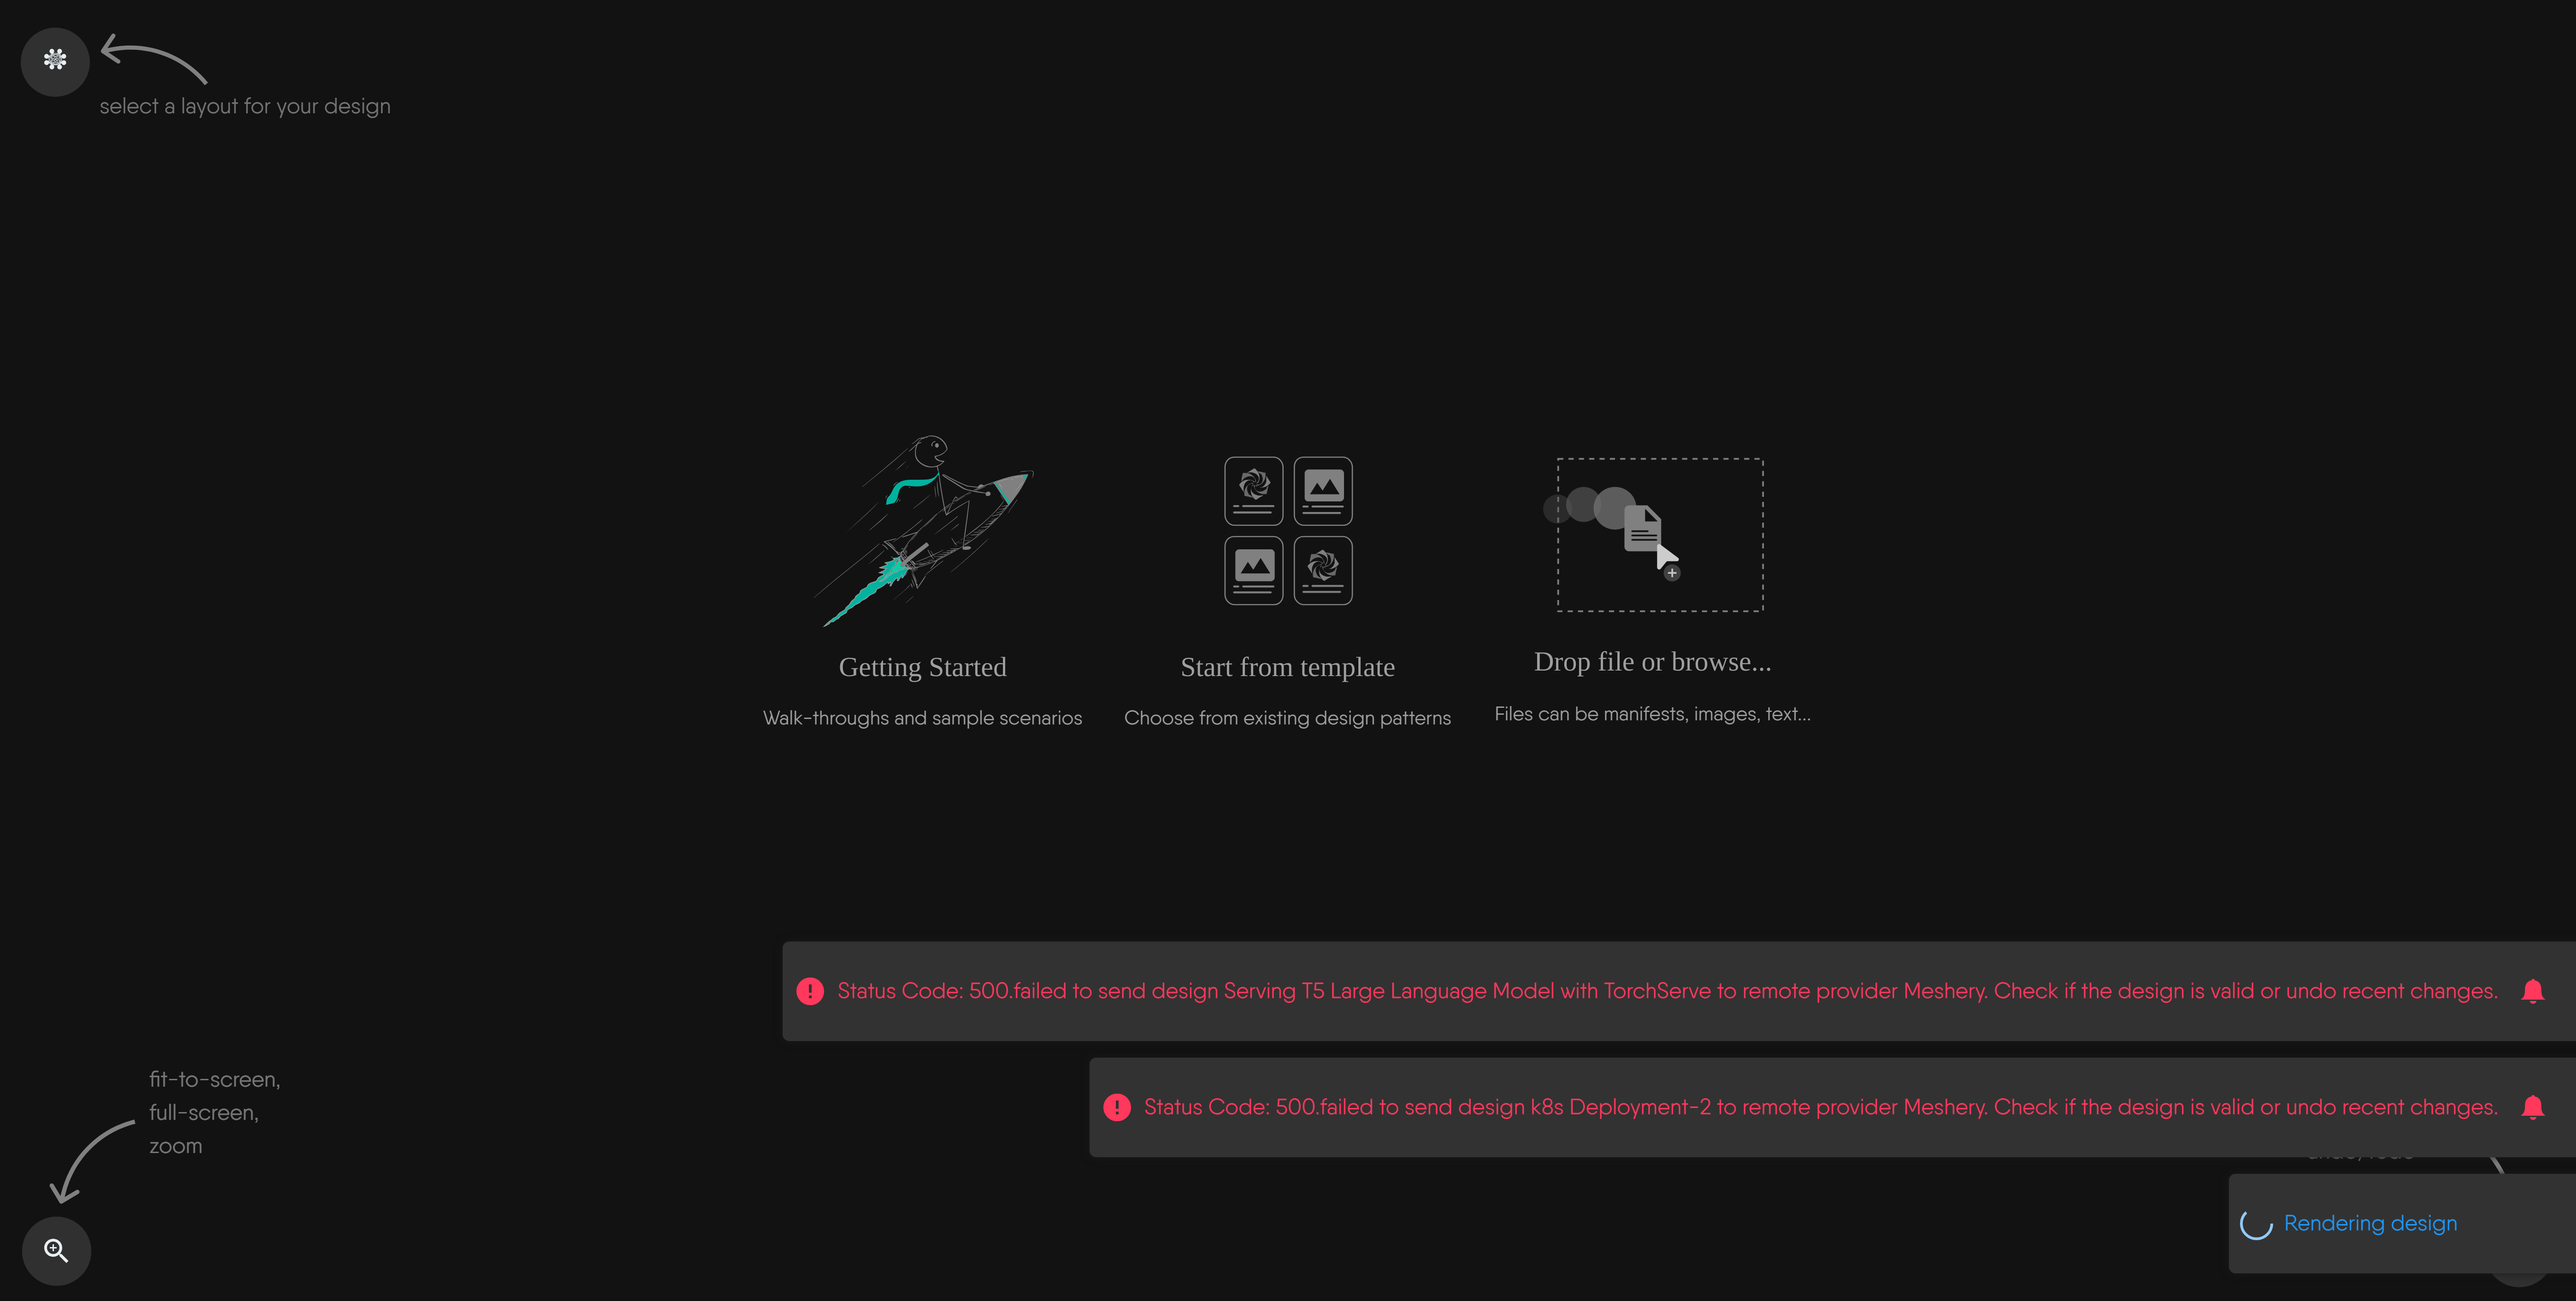 select a layout for your design
Getting Started
Walk-throughs and sample scenarios
Start from template
Choose from existing design patterns
Drop file or browse...
Files can be manifests, images, text...
Status Code: 500.failed to send design Serving T5 Large Language Model with TorchServe to remote provider Meshery. Check if the design is valid or undo recent changes.
Status Code: 500.failed to send design k8s Deployment-2 to remote provider Meshery. Check if the design is valid or undo recent changes.
fit-to-screen,
full-screen,
zoom
Rendering design